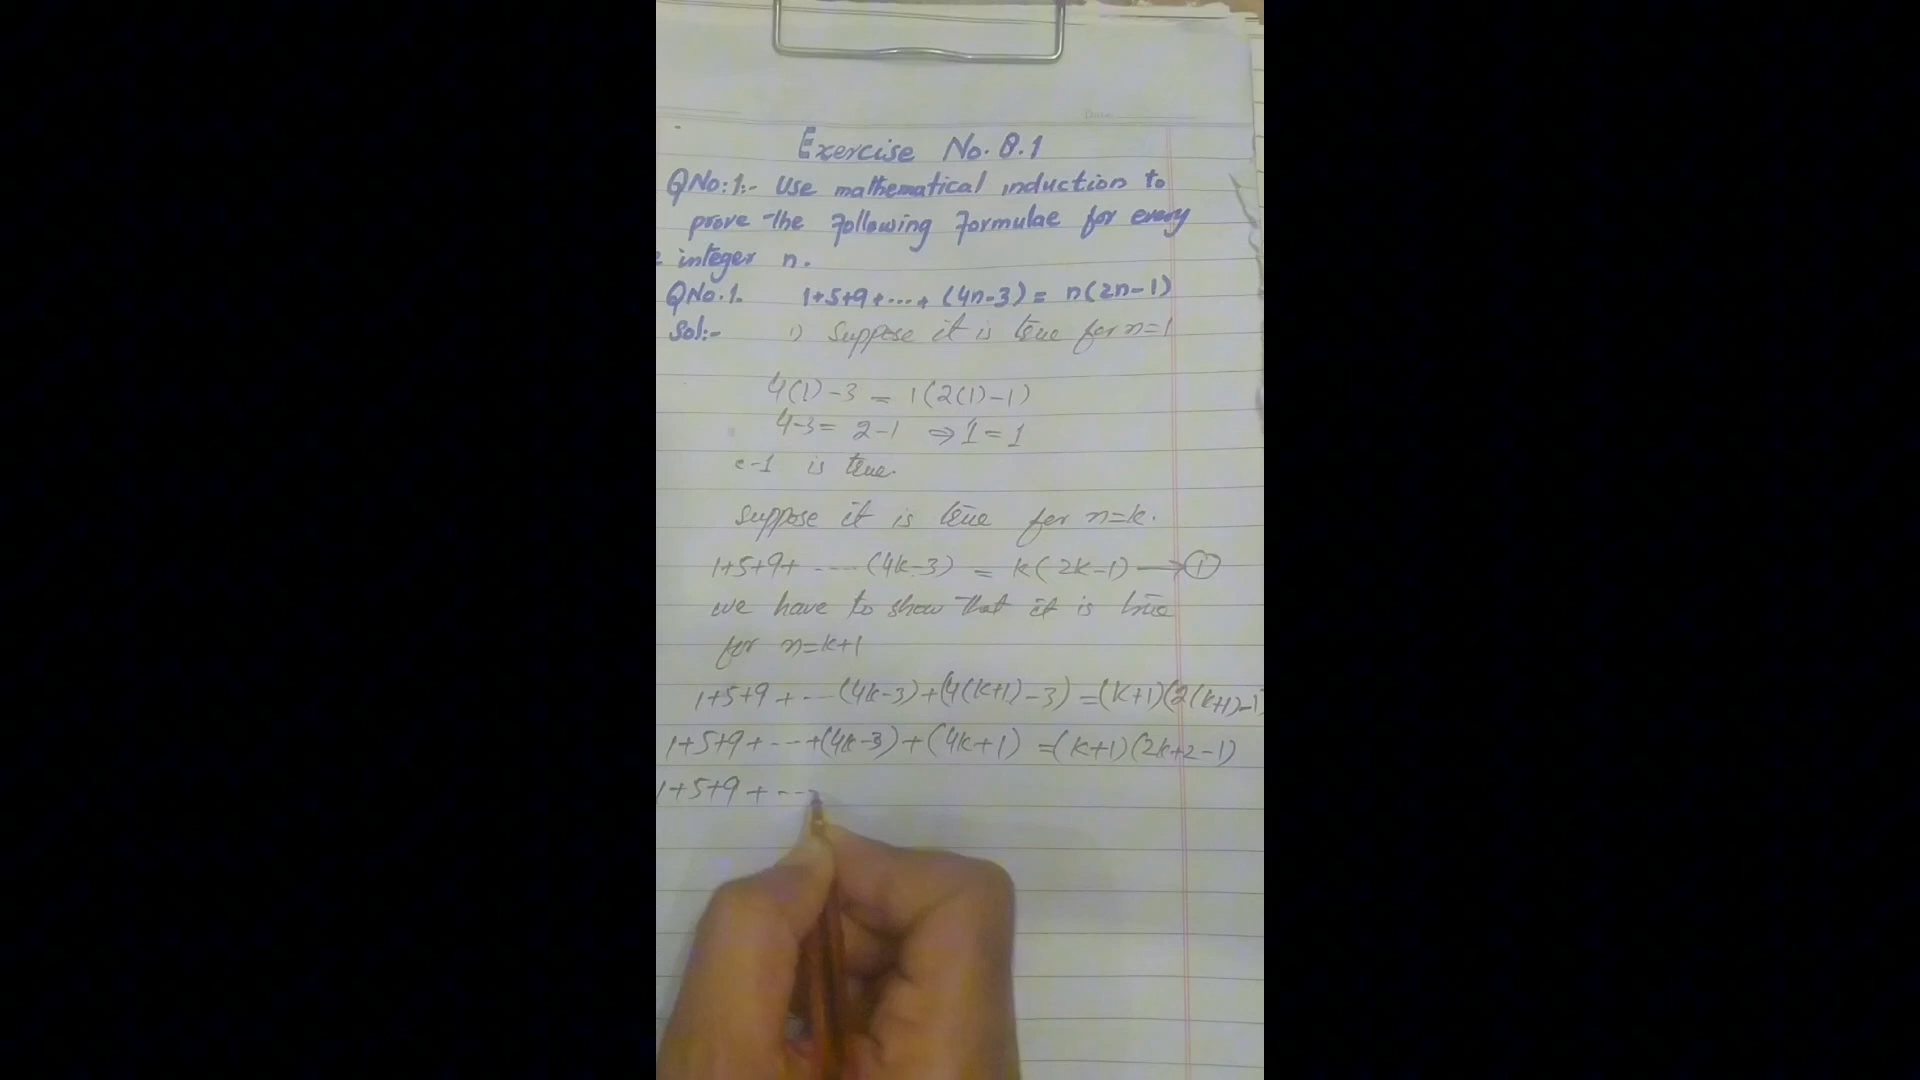 Exercise No. 8.1
Q No:1:- Use mathematical induction to
prove the following formulae for every
integer n.
Q No.1. 1+5+9+...+ (4n-3) = n(2n-1)
Sol:- i) Suppose it is true for n=1
4(1)-3 = 1(2(1)-1)
4-3 = 2-1 ⇒ 1=1
c-1 is true.
Suppose it is true for n=k.
1+5+9+ ---- (4k-3) = k(2k-1) → ①
we have to show that it is true
for n=k+1
1+5+9+ --- (4k-3)+(4(k+1)-3) =(k+1)(2(k+1)-1)
1+5+9+ --- +(4k-3)+(4k+1) =(k+1)(2k+2-1)
1+5+9+ ---